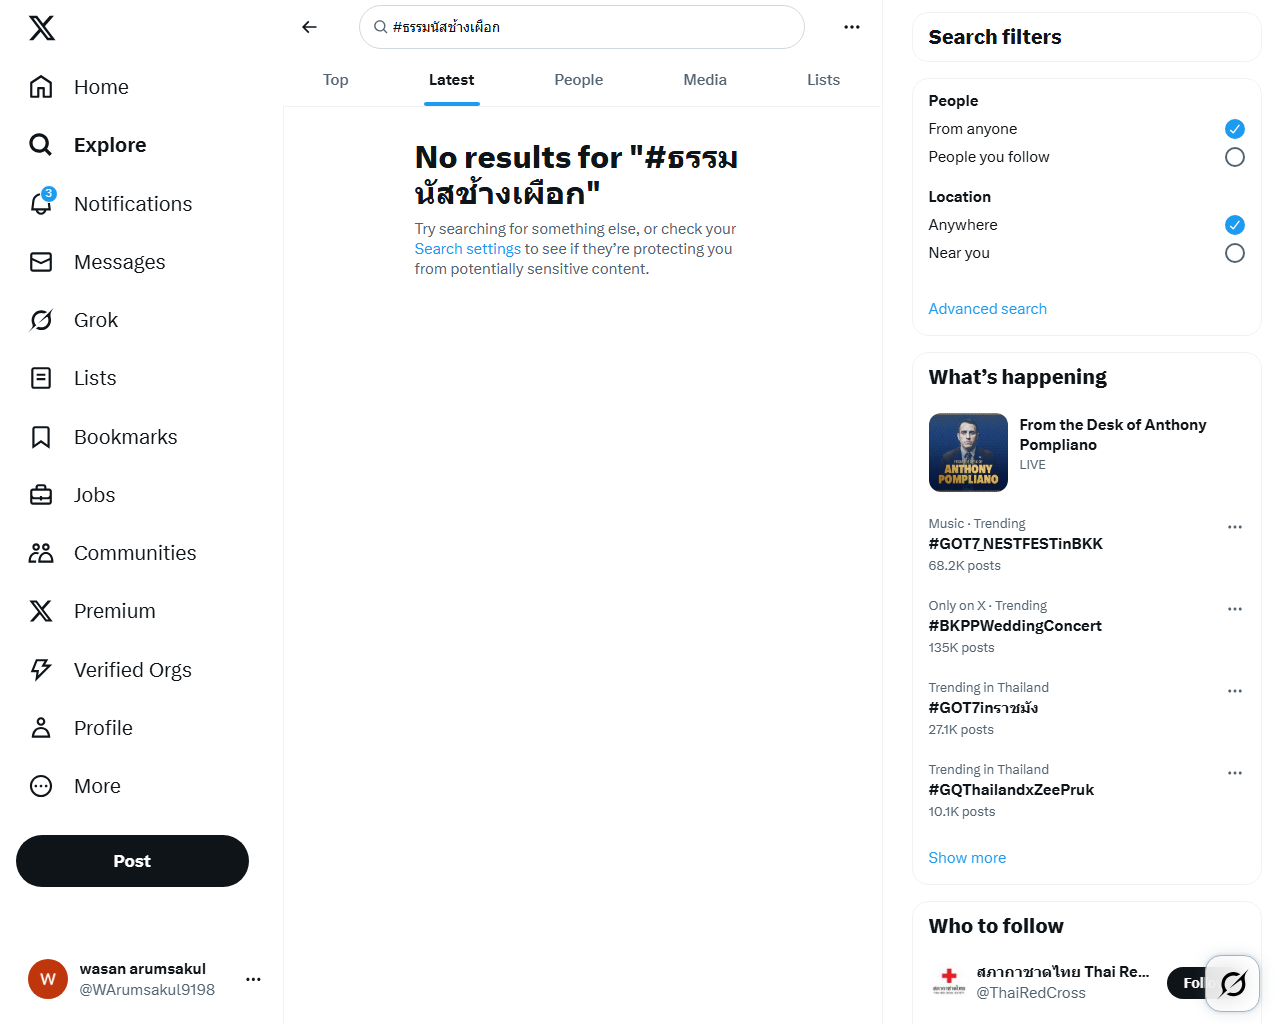 Home
Explore
3
Notifications
Messages
Grok
Lists
Bookmarks
Jobs
Communities
Premium
Verified Orgs
Profile
More
Post
W
wasan arumsakul
@WArumsakul9198
#ธรรมนัสช้างเผือก
Top
Latest
People
Media
Lists
No results for "#ธรรม
นัสช้างเผือก"
Try searching for something else, or check your
Search settings to see if they’re protecting you
from potentially sensitive content.
Search filters
People
From anyone
People you follow
Location
Anywhere
Near you
Advanced search
What’s happening
ANTHONY
POMPLIANO
From the Desk of Anthony
Pompliano
LIVE
Music · Trending
#GOT7_NESTFESTinBKK
68.2K posts
Only on X · Trending
#BKPPWeddingConcert
135K posts
Trending in Thailand
#GOT7inราชมัง
27.1K posts
Trending in Thailand
#GQThailandxZeePruk
10.1K posts
Show more
Who to follow
สภากาชาดไทย Thai Re...
@ThaiRedCross